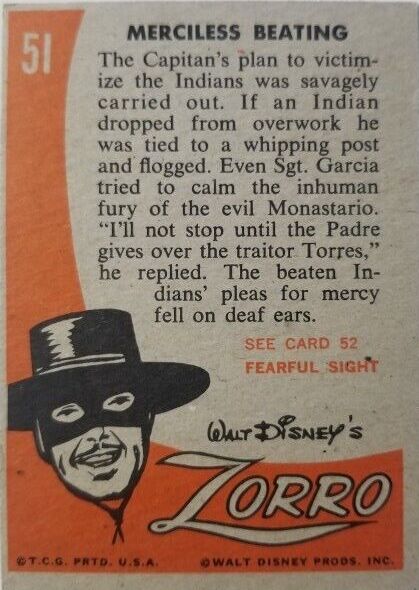 51
MERCILESS BEATING
The Capitan's plan to victim-
ize the Indians was savagely
carried out. If an Indian
dropped from overwork he
was tied to a whipping post
and flogged. Even Sgt. Garcia
tried to calm the inhuman
fury of the evil Monastario.
"I'll not stop until the Padre
gives over the traitor Torres,"
he replied. The beaten In-
dians' pleas for mercy
fell on deaf ears.
SEE CARD 52
FEARFUL SIGHT
WALT DISNEY'S
ZORRO
©T.C.G. PRTD. U.S.A.
©WALT DISNEY PRODS. INC.